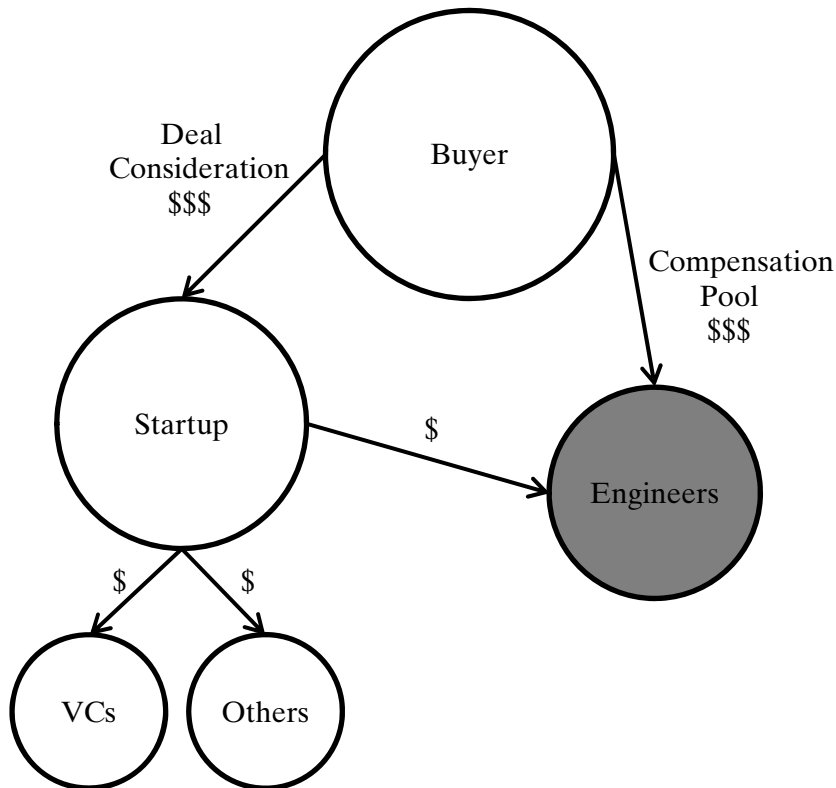 Buyer
Deal
Consideration
$$$
Compensation
Pool
$$$
Startup
$
Engineers
$
$
VCs
Others